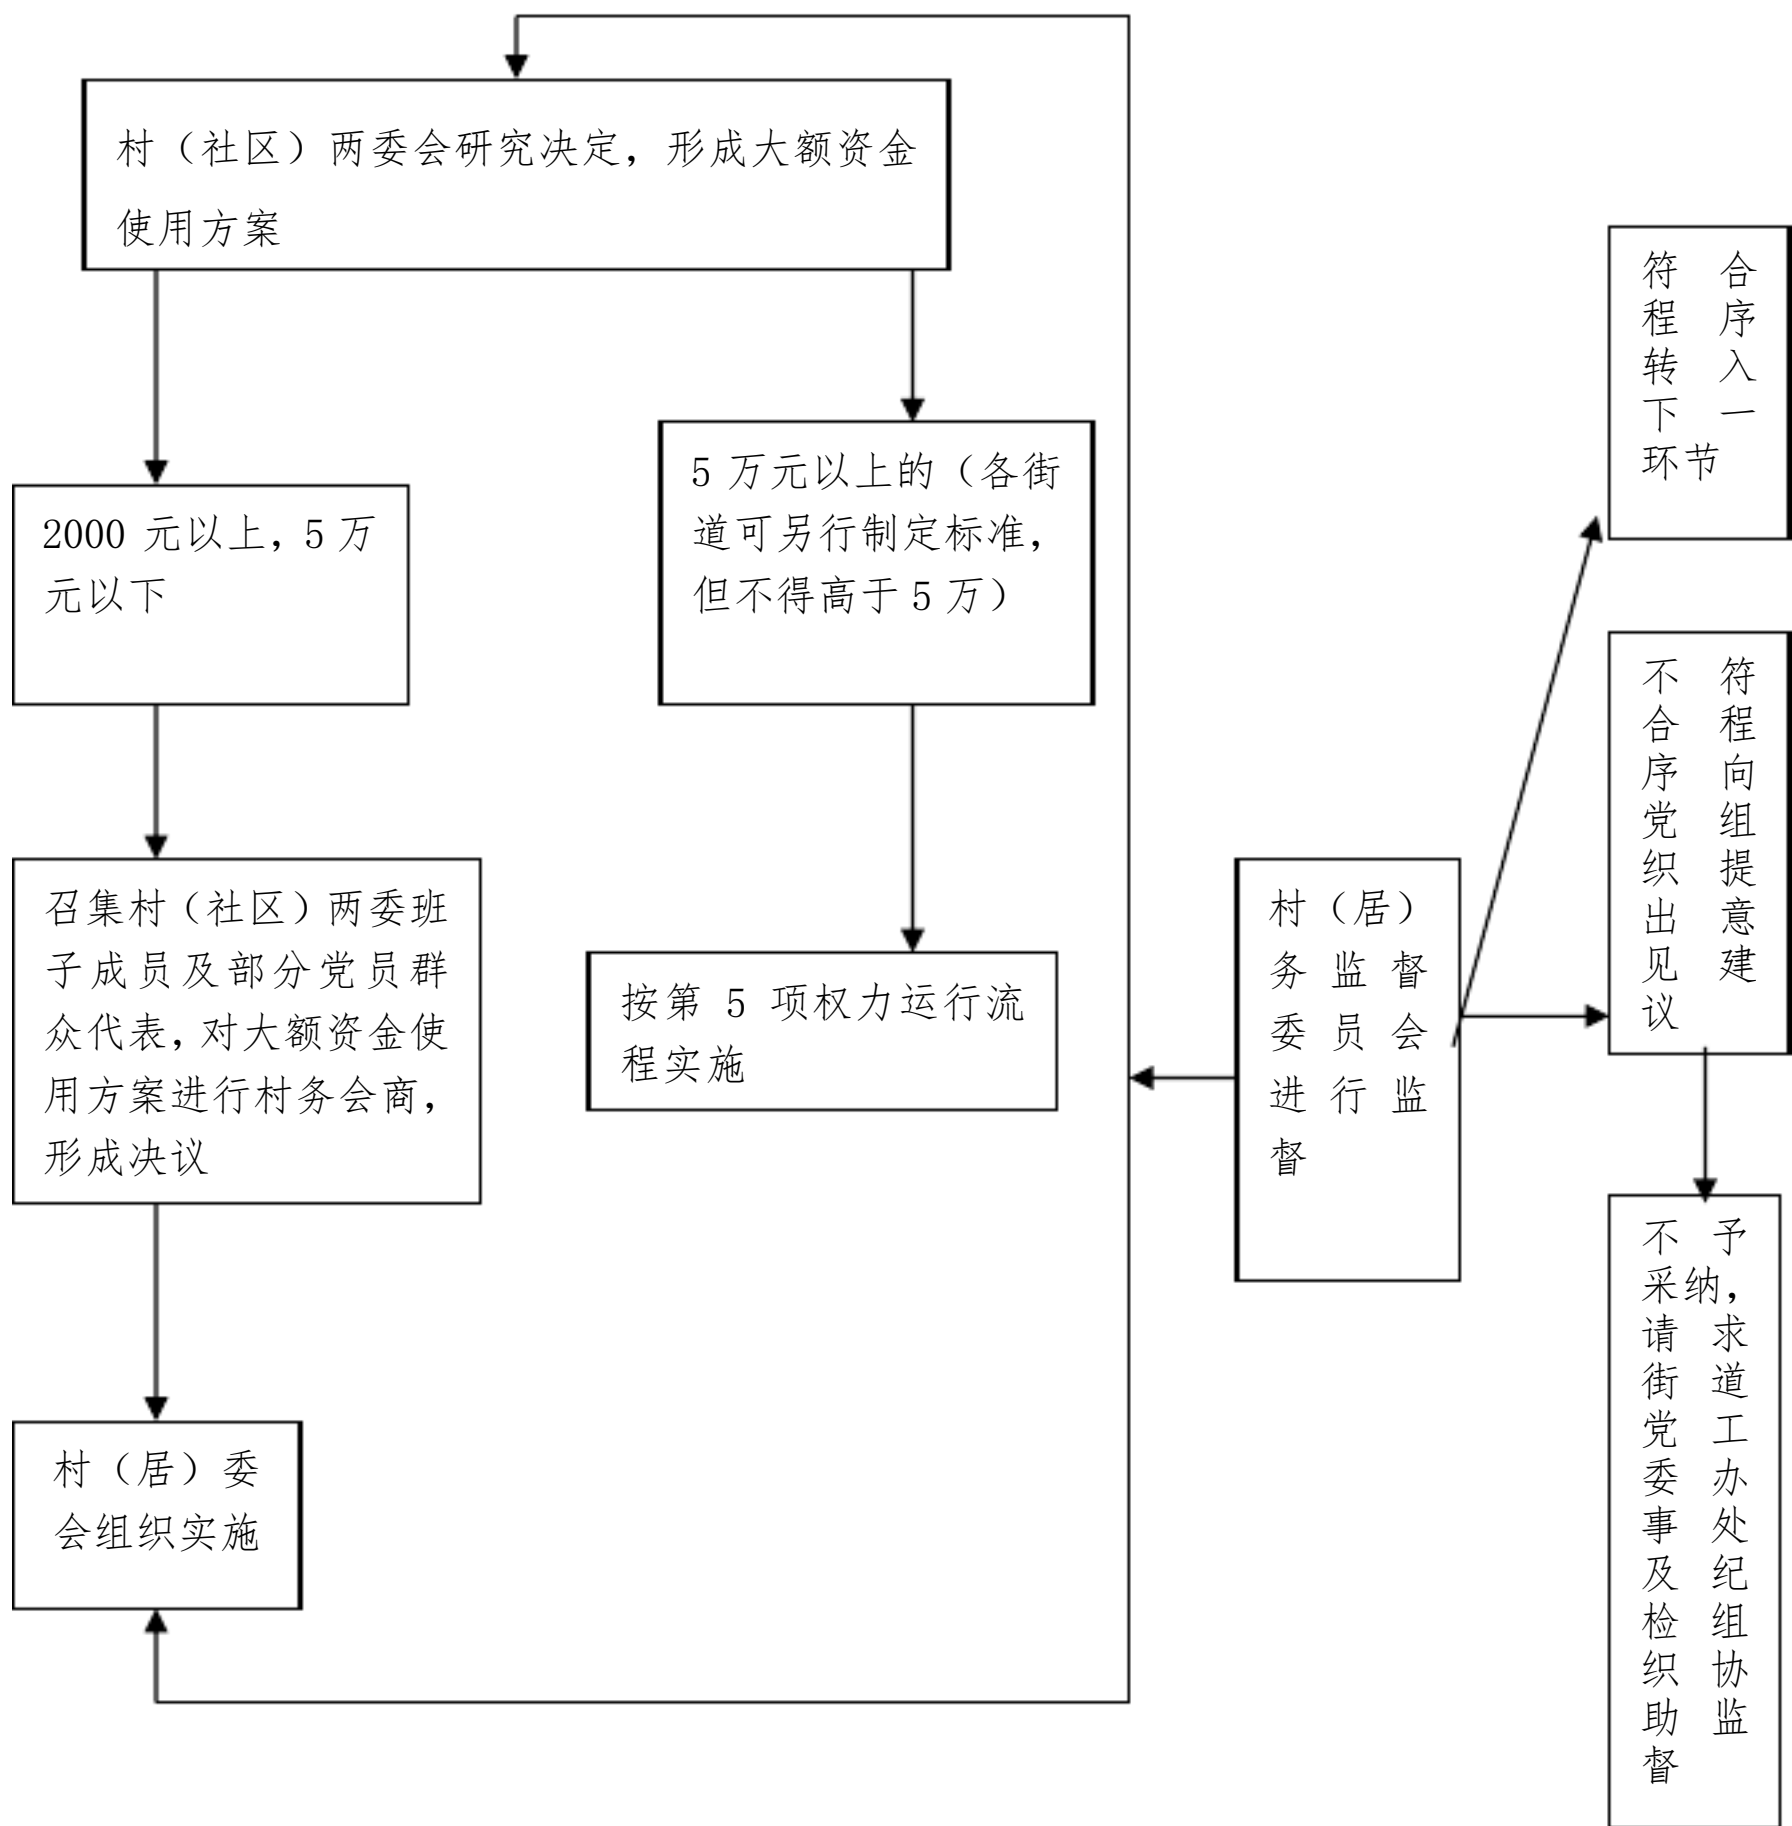 村（社区）两委会研究决定，形成大额资金
使用方案
2000 元以上，5 万
元以下
5 万元以上的（各街
道可另行制定标准，
但不得高于 5 万）
召集村（社区）两委班
子成员及部分党员群
众代表，对大额资金使
用方案进行村务会商，
形成决议
按第 5 项权力运行流
程实施
村（居）委
会组织实施
村（居）
务监督
委员会
进行监
督
符合
程序
转入
下一
环节
不符
合程
序向
党组
织提
出意
见建
议
不予
采纳，
请求
街道
党工
委办
事处
及纪
检组
织协
助监
督